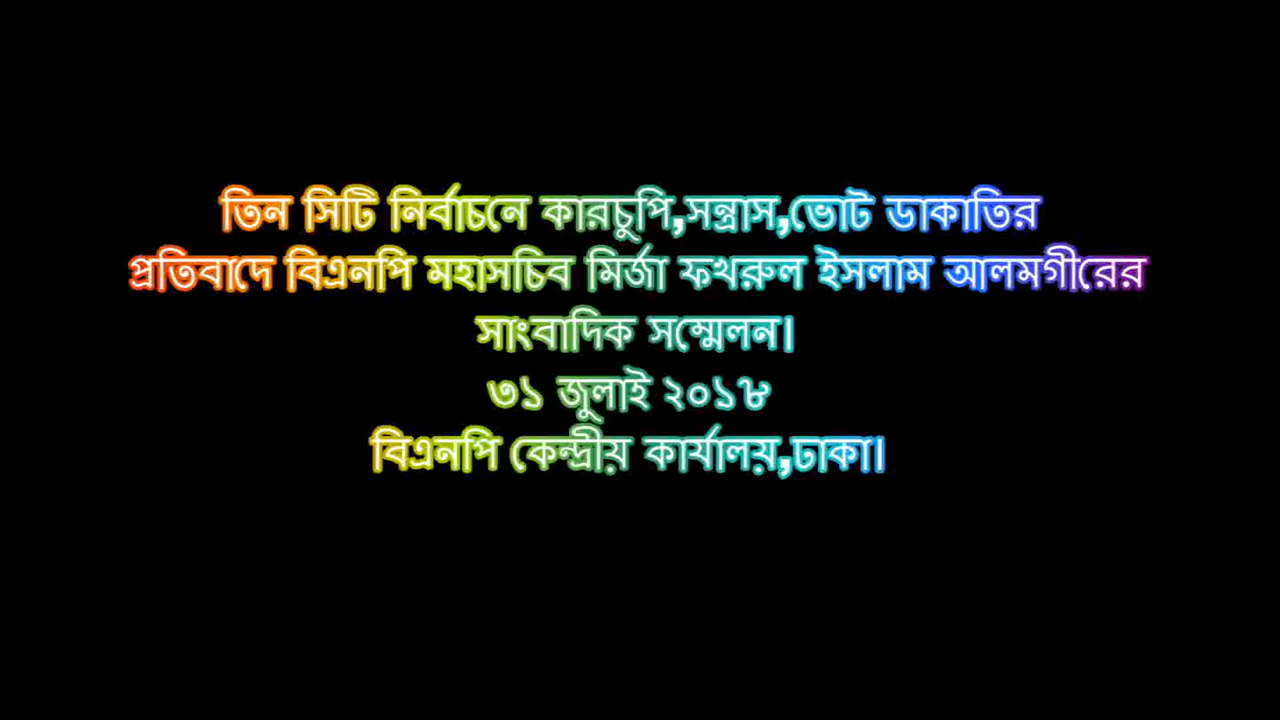 তিন সিটি নির্বাচনে কারচুপি,সন্ত্রাস,ভোট ডাকাতির
প্রতিবাদে বিএনপি মহাসচিব মির্জা ফখরুল ইসলাম আলমগীরের
সাংবাদিক সম্মেলন।
৩১ জুলাই ২০১৮
বিএনপি কেন্দ্রীয় কার্যালয়,ঢাকা।